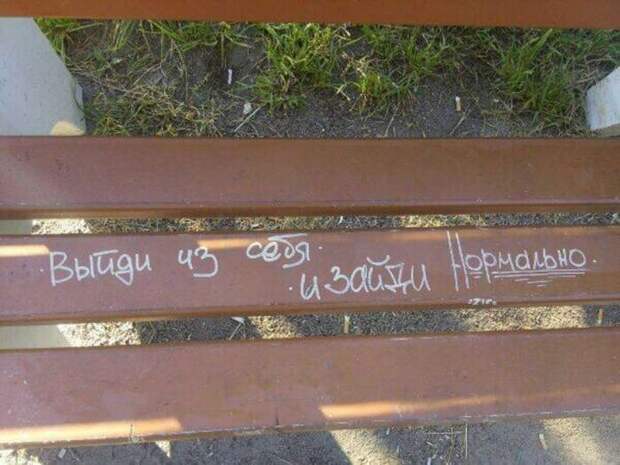 Выйди из себя.
и зайди Нормально.